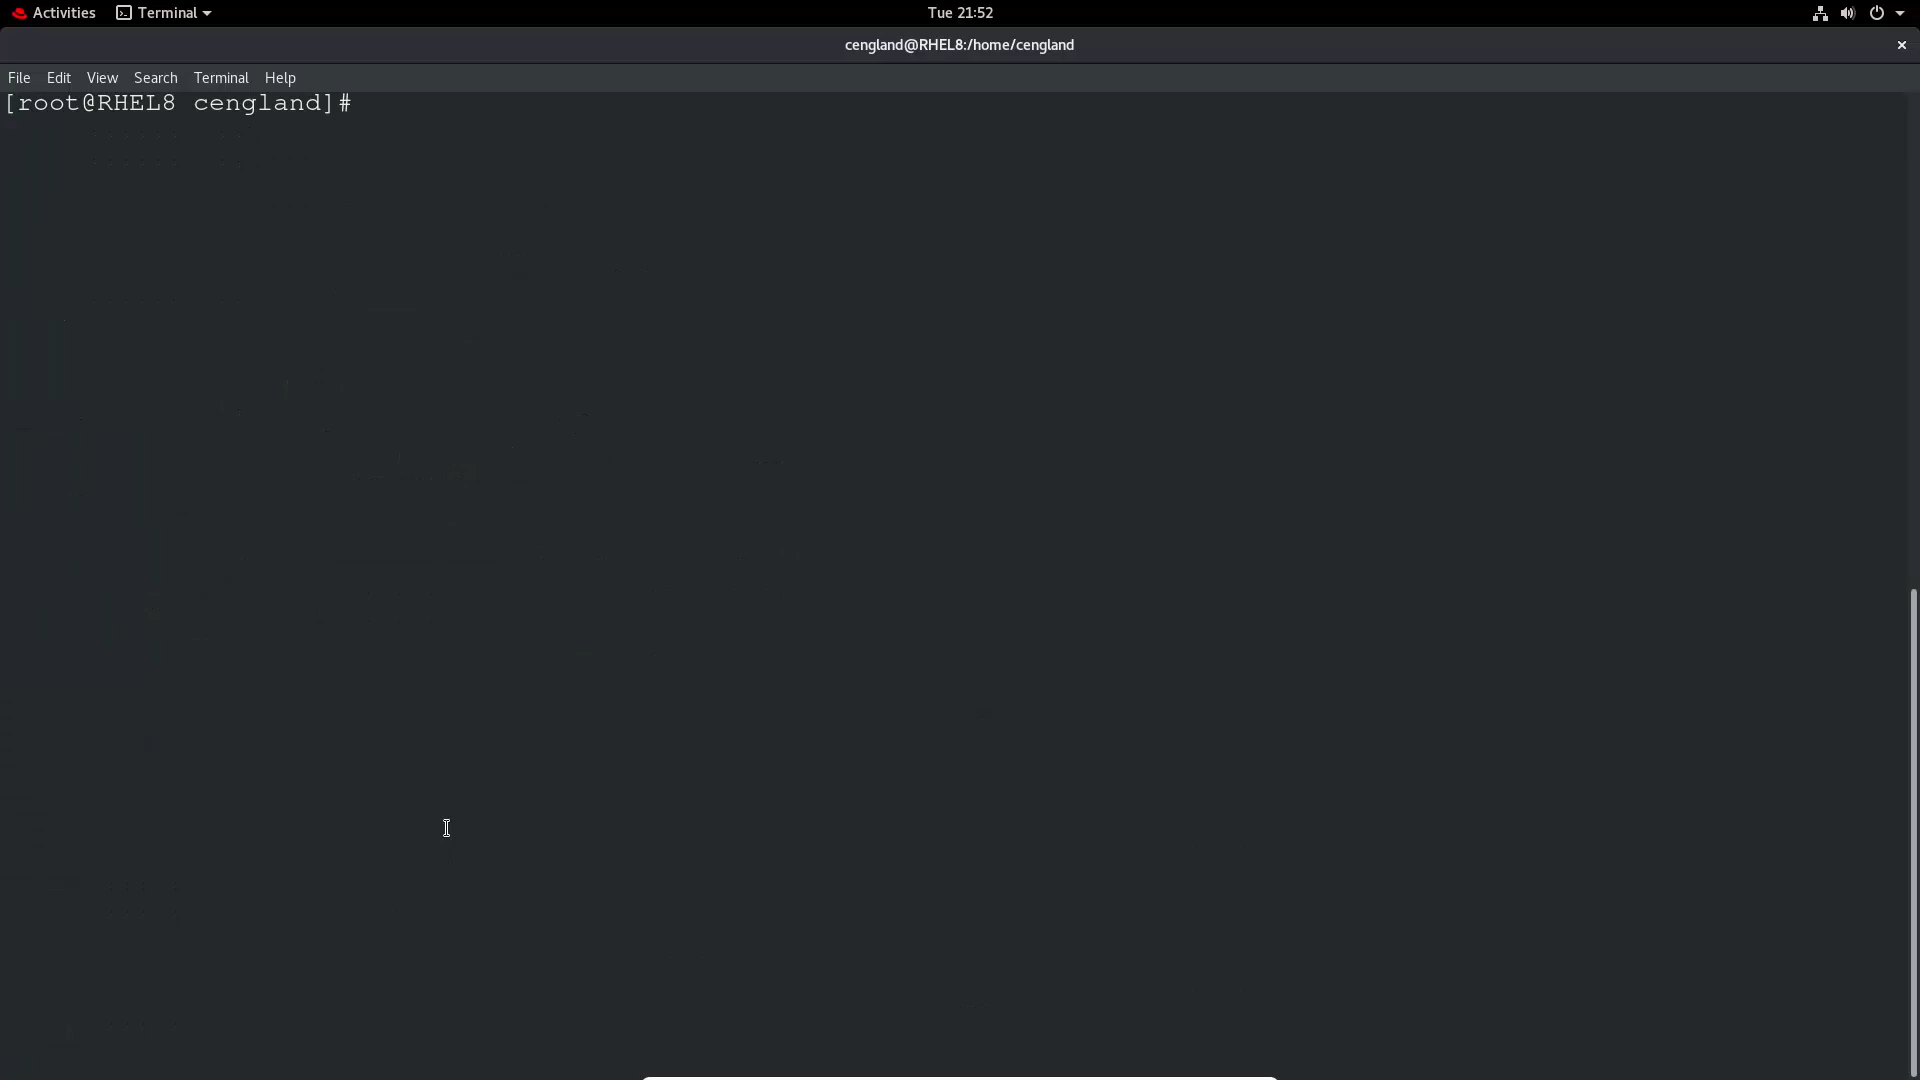 Activities Terminal Tue 21:52
cengland@RHEL8:/home/cengland
File Edit View Search Terminal Help
[root@RHEL8 cengland]#